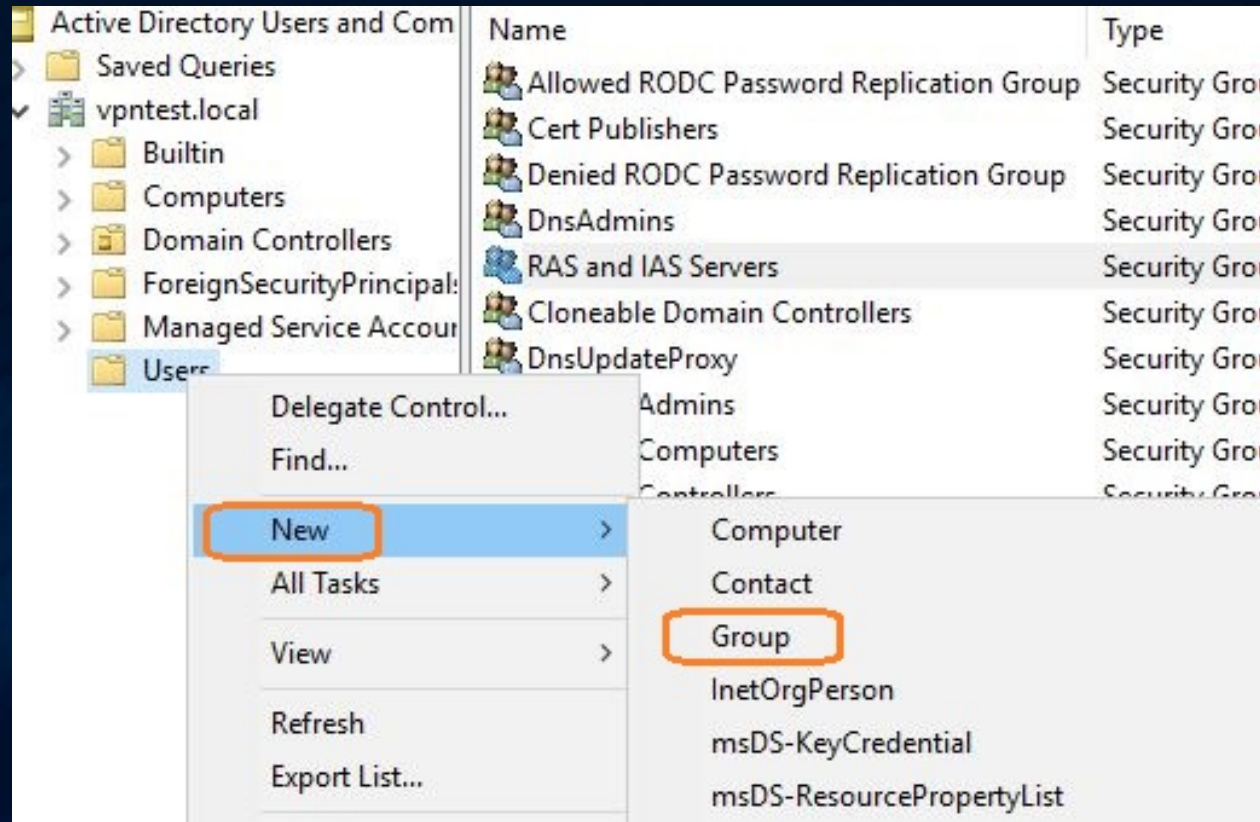 Active Directory Users and Com
Saved Queries
vpntest.local
Builtin
Computers
Domain Controllers
ForeignSecurityPrincipals
Managed Service Accour
Users
Name
Type
Allowed RODC Password Replication Group
Security Grou
Cert Publishers
Security Grou
Denied RODC Password Replication Group
Security Grou
DnsAdmins
Security Grou
RAS and IAS Servers
Security Grou
Cloneable Domain Controllers
Security Grou
DnsUpdateProxy
Security Grou
Admins
Security Grou
Computers
Security Grou
Controllers
Security Grou
Delegate Control...
Find...
New
All Tasks
View
Refresh
Export List...
Computer
Contact
Group
InetOrgPerson
msDS-KeyCredential
msDS-ResourcePropertyList